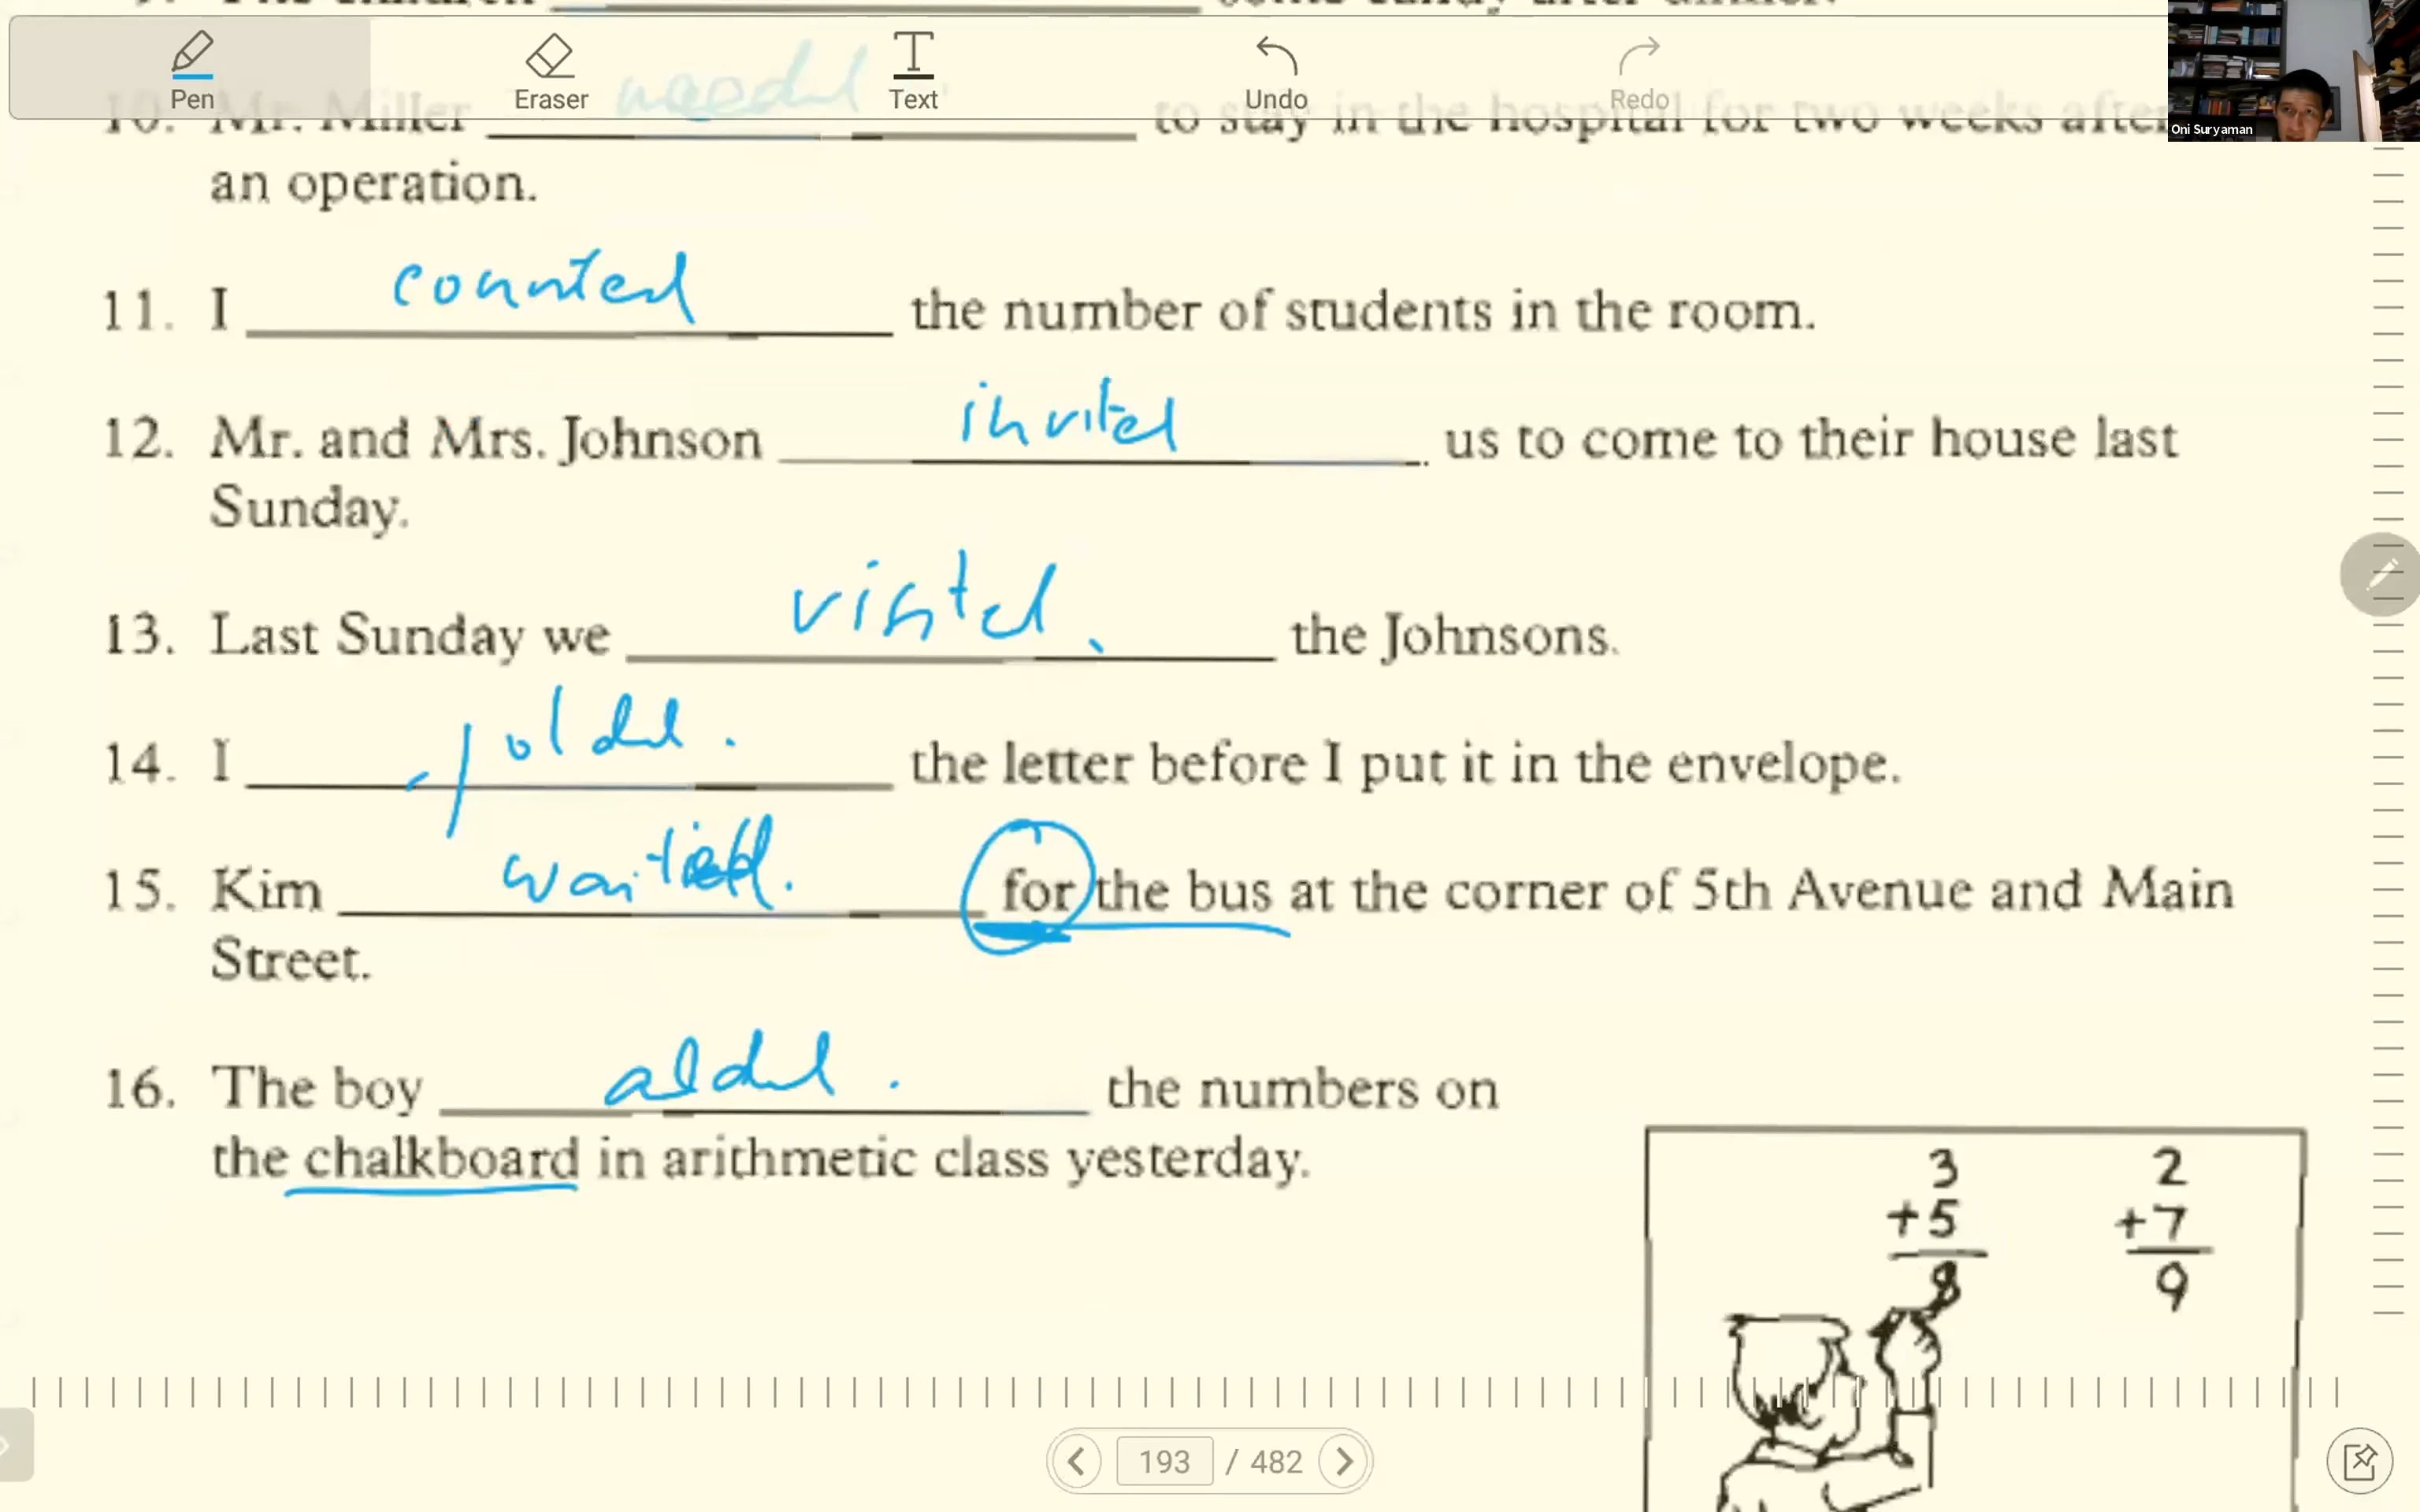 Pen Eraser Text Undo Redo
Oni Suryaman
10. Mr. Miller needed to stay in the hospital for two weeks after
an operation.
11. I counted the number of students in the room.
12. Mr. and Mrs. Johnson invited us to come to their house last
Sunday.
13. Last Sunday we visited the Johnsons.
14. I folded. the letter before I put it in the envelope.
15. Kim waited. for the bus at the corner of 5th Avenue and Main
Street.
16. The boy added. the numbers on
the chalkboard in arithmetic class yesterday.
3 2
+5 +7
8 9
193 / 482